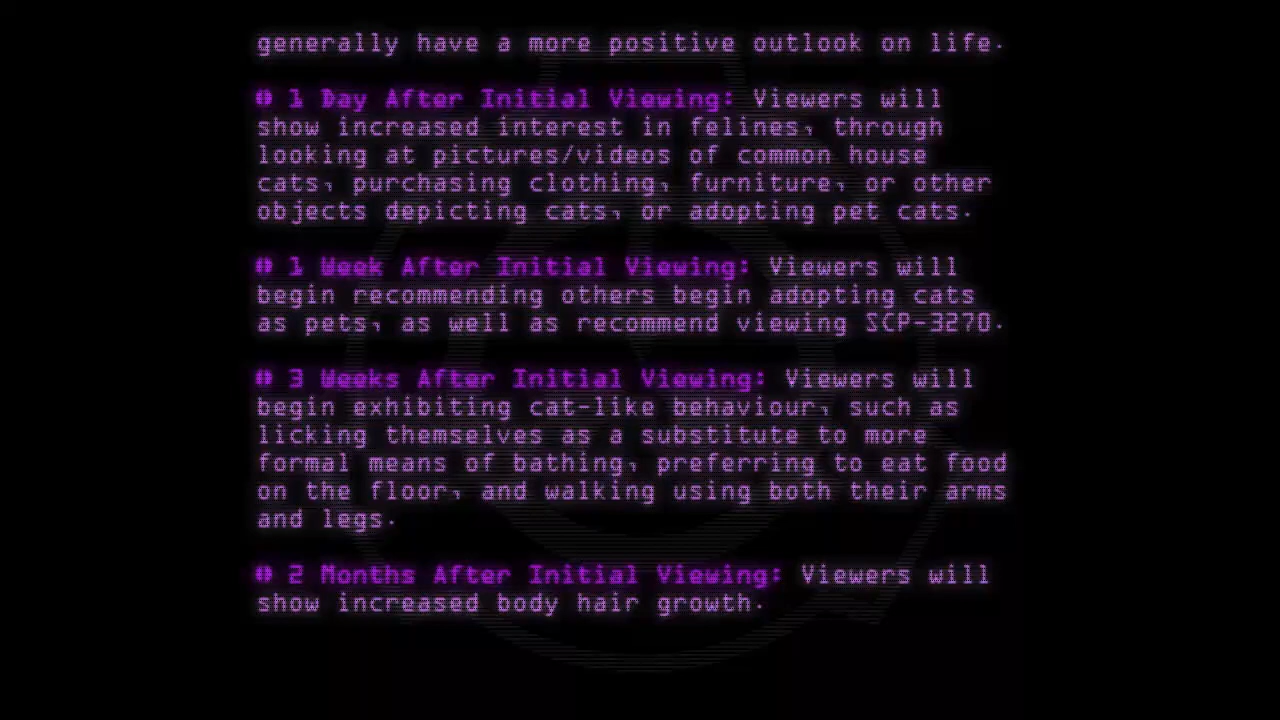 generally have a more positive outlook on life.
● 1 Day After Initial Viewing: Viewers will
show increased interest in felines, through
looking at pictures/videos of common house
cats, purchasing clothing, furniture, or other
objects depicting cats, or adopting pet cats.
● 1 Week After Initial Viewing: Viewers will
begin recommending others begin adopting cats
as pets, as well as recommend viewing SCP-3270.
● 3 Weeks After Initial Viewing: Viewers will
begin exhibiting cat-like behaviour, such as
licking themselves as a substitute to more
formal means of bathing, preferring to eat food
on the floor, and walking using both their arms
and legs.
● 2 Months After Initial Viewing: Viewers will
show increased body hair growth.